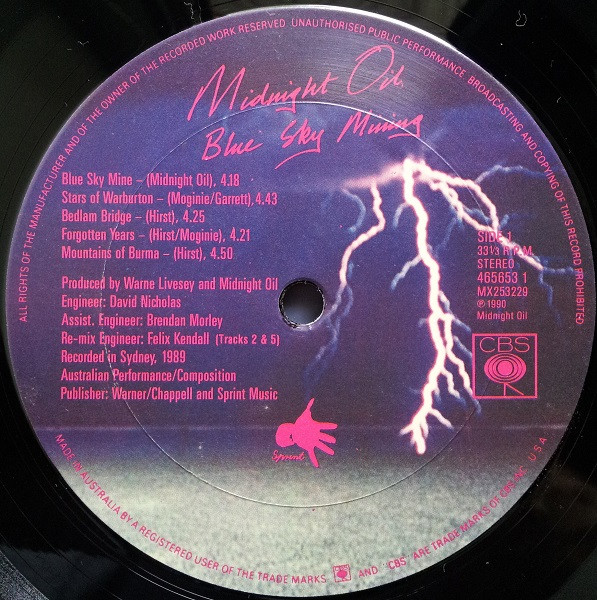 ALL RIGHTS OF THE MANUFACTURER AND OF THE OWNER OF THE RECORDED WORK RESERVED. UNAUTHORISED PUBLIC PERFORMANCE, BROADCASTING AND COPYING OF THIS RECORD PROHIBITED
Midnight Oil
Blue Sky Mining
Blue Sky Mine – (Midnight Oil), 4.18
Stars of Warburton – (Moginie/Garrett), 4.43
Bedlam Bridge – (Hirst), 4.25
Forgotten Years – (Hirst/Moginie), 4.21
Mountains of Burma – (Hirst), 4.50
Produced by Warne Livesey and Midnight Oil
Engineer: David Nicholas
Assist. Engineer: Brendan Morley
Re-mix Engineer: Felix Kendall (Tracks 2 & 5)
Recorded in Sydney, 1989
Australian Performance/Composition
Publisher: Warner/Chappell and Sprint Music
SIDE 1
33⅓ R.P.M.
STEREO
465653 1
MX253229
℗ 1990
Midnight Oil
CBS
Sprint
MADE IN AUSTRALIA BY A REGISTERED USER OF THE TRADE MARKS AND "CBS" ARE TRADE MARKS OF CBS INC. USA